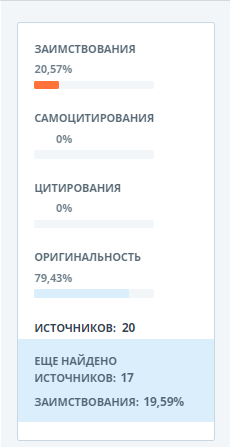 ЗАИМСТВОВАНИЯ
20,57%
САМОЦИТИРОВАНИЯ
0%
ЦИТИРОВАНИЯ
0%
ОРИГИНАЛЬНОСТЬ
79,43%
ИСТОЧНИКОВ: 20
ЕЩЕ НАЙДЕНО
ИСТОЧНИКОВ: 17
ЗАИМСТВОВАНИЯ: 19,59%